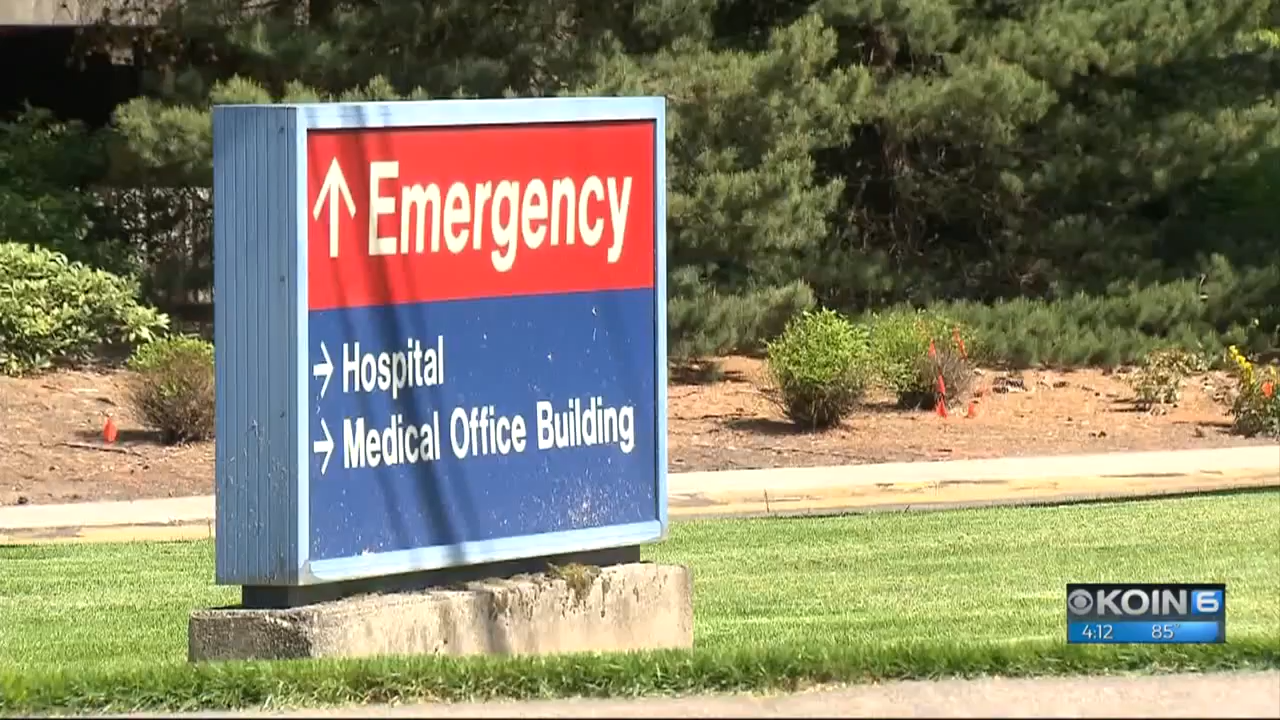 ↑ Emergency
→ Hospital
→ Medical Office Building
KOIN 6
4:12 85°